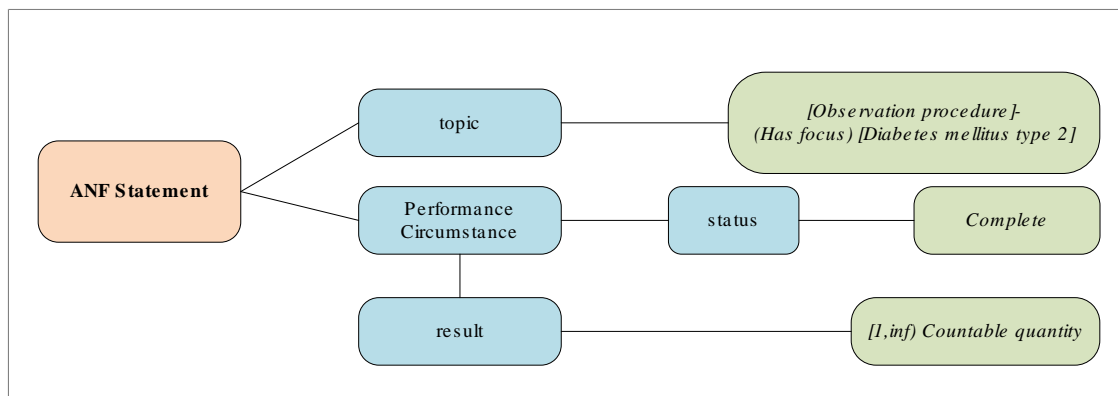 topic
[Observation procedure]-
(Has focus) [Diabetes mellitus type 2]
ANF Statement
Performance
Circumstance
status
Complete
result
[1,inf) Countable quantity